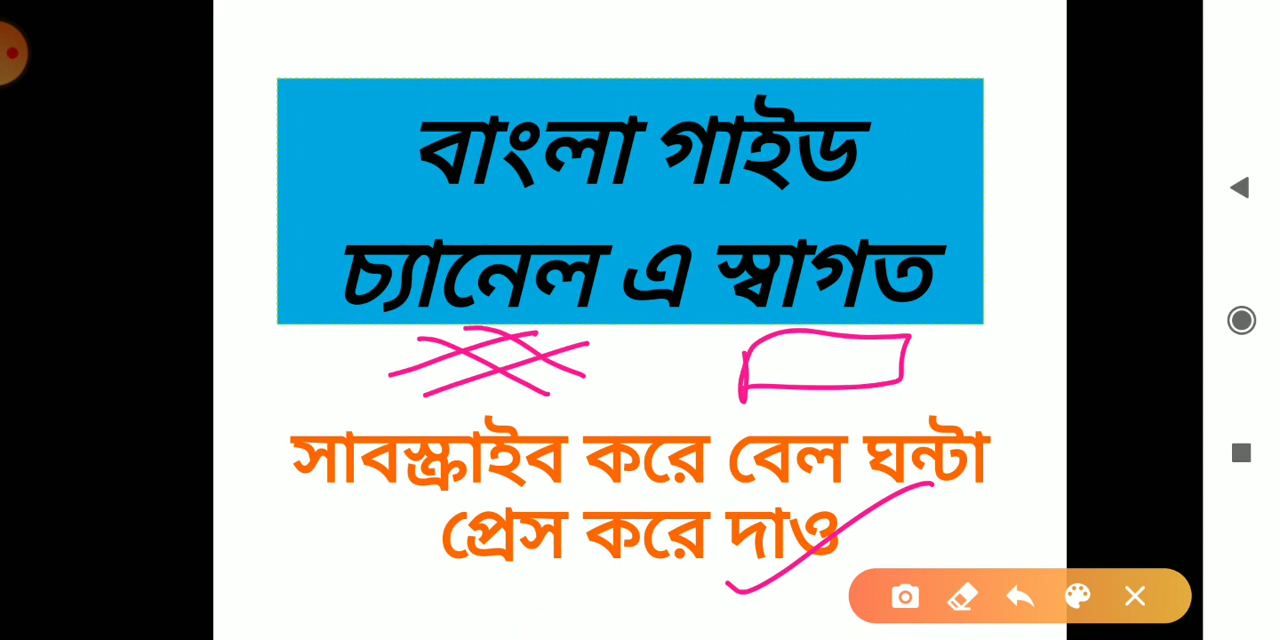 বাংলা গাইড
চ্যানেল এ স্বাগত
সাবস্ক্রাইব করে বেল ঘন্টা
প্রেস করে দাও